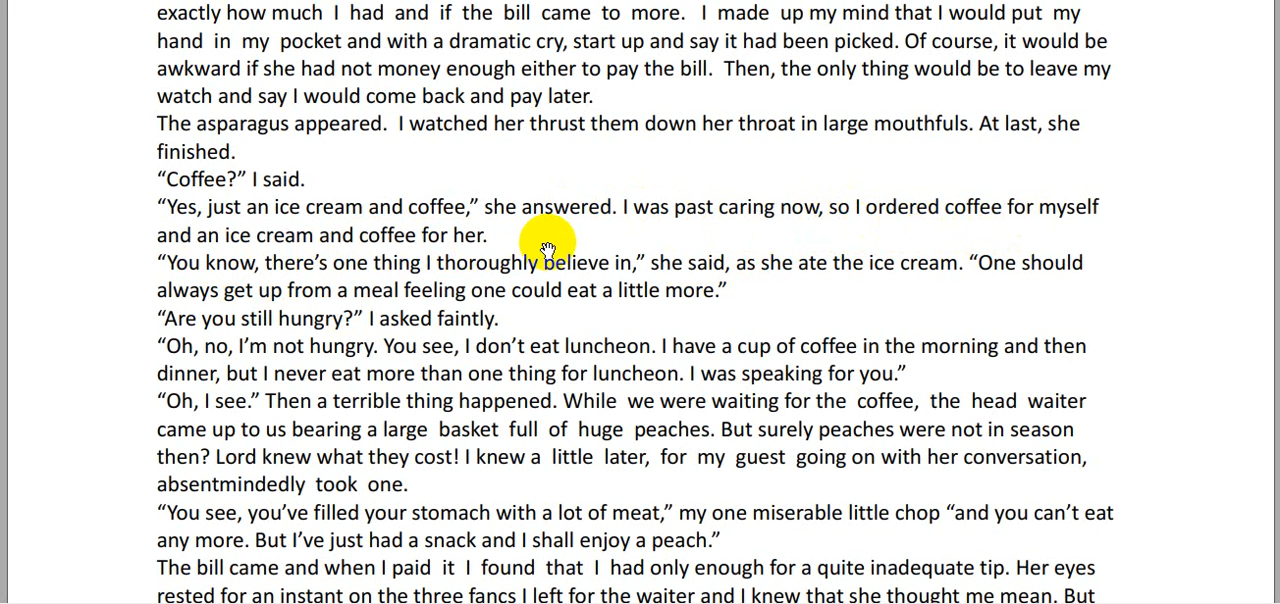 exactly how much I had and if the bill came to more. I made up my mind that I would put my
hand in my pocket and with a dramatic cry, start up and say it had been picked. Of course, it would be
awkward if she had not money enough either to pay the bill. Then, the only thing would be to leave my
watch and say I would come back and pay later.
The asparagus appeared. I watched her thrust them down her throat in large mouthfuls. At last, she
finished.
“Coffee?” I said.
“Yes, just an ice cream and coffee,” she answered. I was past caring now, so I ordered coffee for myself
and an ice cream and coffee for her.
“You know, there’s one thing I thoroughly believe in,” she said, as she ate the ice cream. “One should
always get up from a meal feeling one could eat a little more.”
“Are you still hungry?” I asked faintly.
“Oh, no, I’m not hungry. You see, I don’t eat luncheon. I have a cup of coffee in the morning and then
dinner, but I never eat more than one thing for luncheon. I was speaking for you.”
“Oh, I see.” Then a terrible thing happened. While we were waiting for the coffee, the head waiter
came up to us bearing a large basket full of huge peaches. But surely peaches were not in season
then? Lord knew what they cost! I knew a little later, for my guest going on with her conversation,
absentmindedly took one.
“You see, you’ve filled your stomach with a lot of meat,” my one miserable little chop “and you can’t eat
any more. But I’ve just had a snack and I shall enjoy a peach.”
The bill came and when I paid it I found that I had only enough for a quite inadequate tip. Her eyes
rested for an instant on the three fancs I left for the waiter and I knew that she thought me mean. But